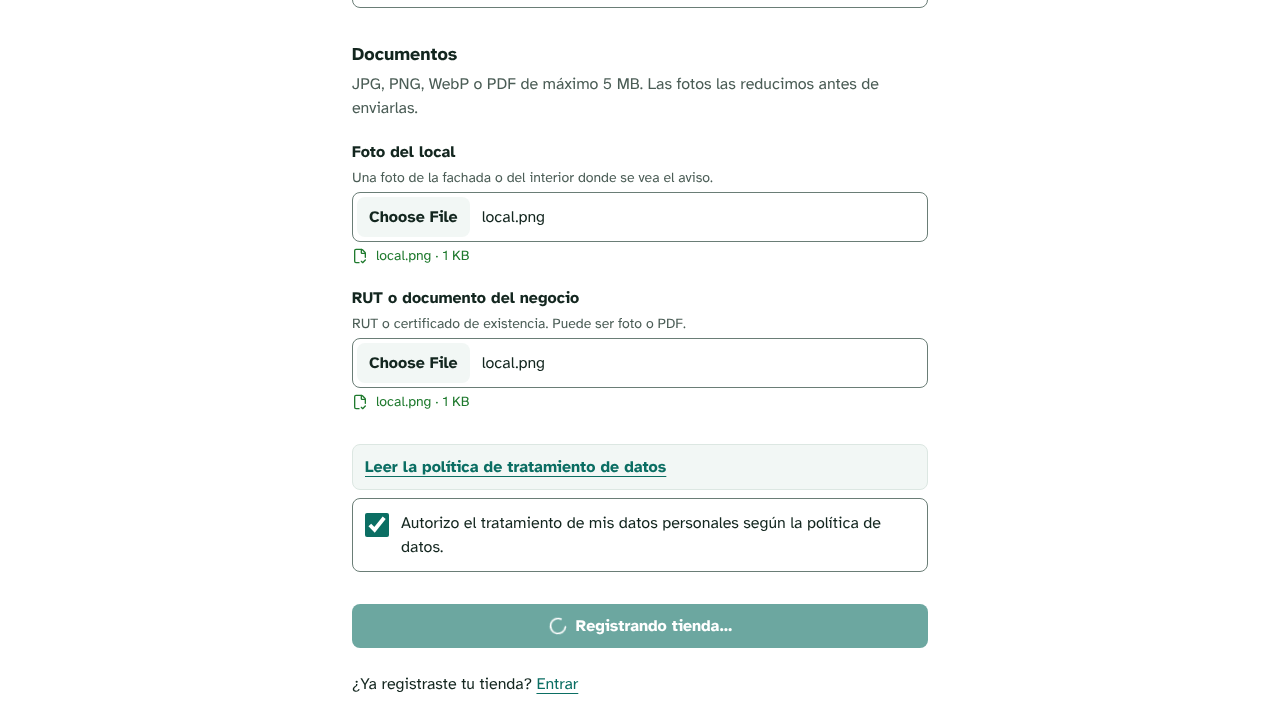 Documentos
JPG, PNG, WebP o PDF de máximo 5 MB. Las fotos las reducimos antes de
enviarlas.
Foto del local
Una foto de la fachada o del interior donde se vea el aviso.
Choose File local.png
local.png · 1 KB
RUT o documento del negocio
RUT o certificado de existencia. Puede ser foto o PDF.
Choose File local.png
local.png · 1 KB
Leer la política de tratamiento de datos
Autorizo el tratamiento de mis datos personales según la política de
datos.
Registrando tienda...
¿Ya registraste tu tienda? Entrar